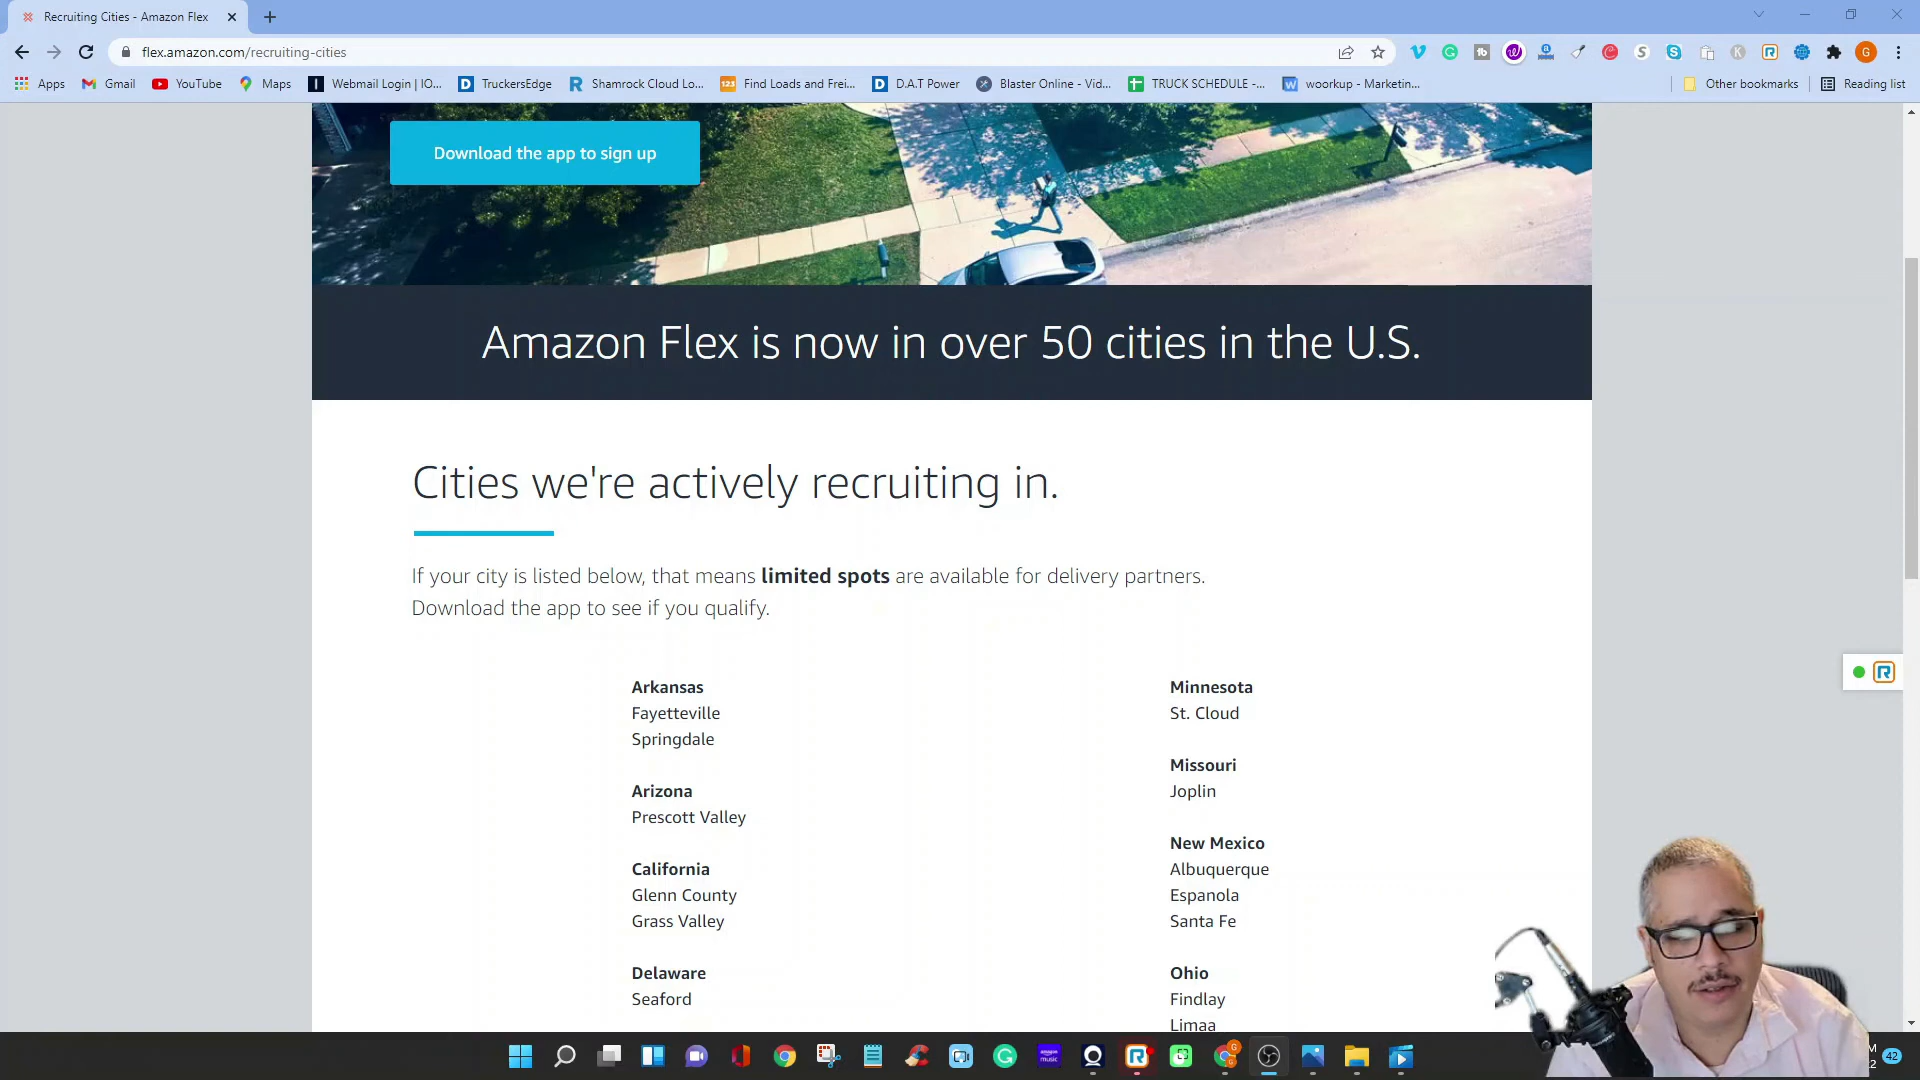 Recruiting Cities - Amazon Flex
flex.amazon.com/recruiting-cities
Apps Gmail YouTube Maps Webmail Login | IO... TruckersEdge Shamrock Cloud Lo... 123 Find Loads and Frei... D.A.T Power Blaster Online - Vid... TRUCK SCHEDULE -... woorkup - Marketin... Other bookmarks Reading list
Download the app to sign up
Amazon Flex is now in over 50 cities in the U.S.
Cities we're actively recruiting in.
If your city is listed below, that means limited spots are available for delivery partners.
Download the app to see if you qualify.
Arkansas
Fayetteville
Springdale
Arizona
Prescott Valley
California
Glenn County
Grass Valley
Delaware
Seaford
Minnesota
St. Cloud
Missouri
Joplin
New Mexico
Albuquerque
Espanola
Santa Fe
Ohio
Findlay
Limaa
42